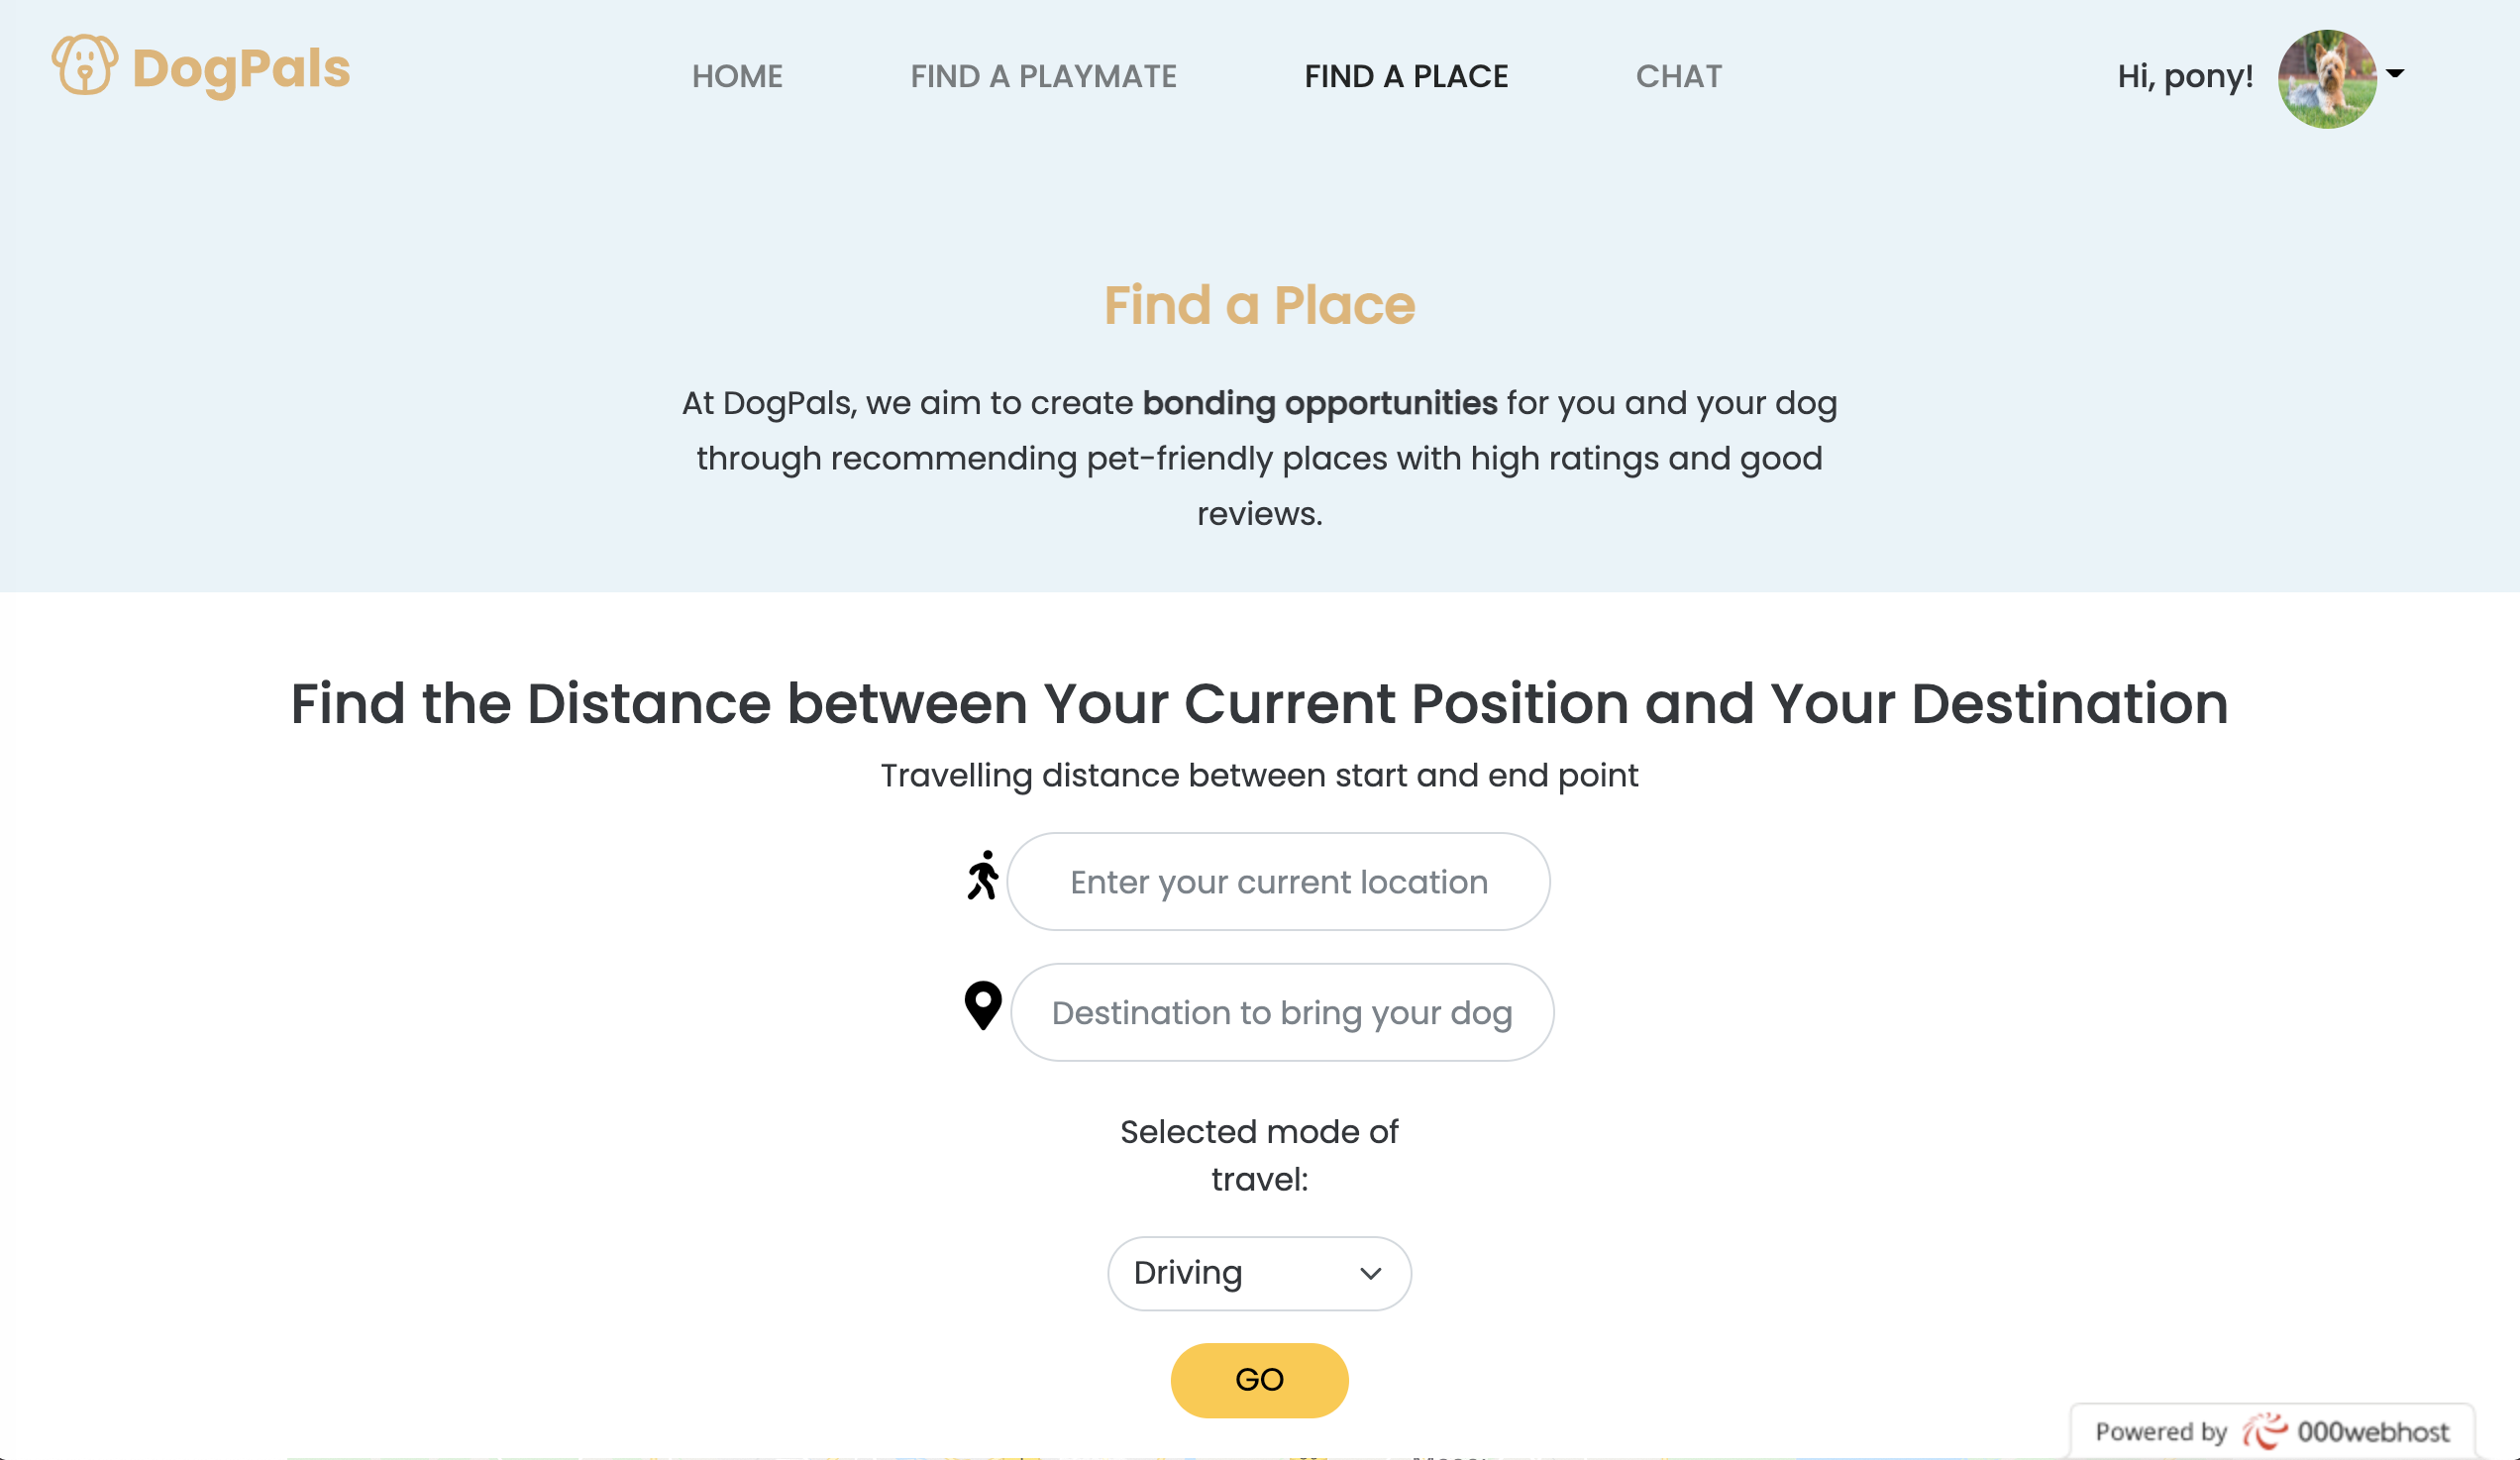 DogPals
HOME
FIND A PLAYMATE
FIND A PLACE
CHAT
Hi, pony!
Find a Place
At DogPals, we aim to create bonding opportunities for you and your dog
through recommending pet-friendly places with high ratings and good
reviews.
Find the Distance between Your Current Position and Your Destination
Travelling distance between start and end point
Enter your current location
Destination to bring your dog
Selected mode of
travel:
Driving
GO
Powered by 000webhost